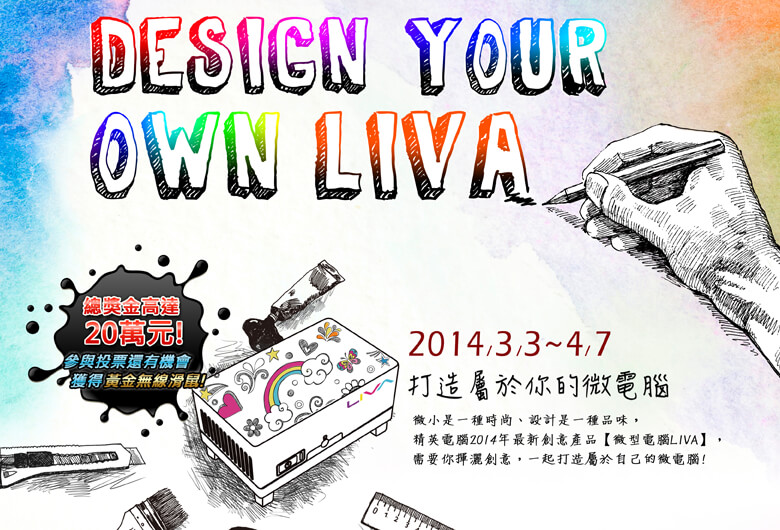 DESIGN YOUR
OWN LIVA
總獎金高達
20萬元!
參與投票還有機會
獲得黃金無線滑鼠!
LIVA
2014/3/3~4/7
打造屬於你的微電腦
微小是一種時尚、設計是一種品味，
精英電腦2014年最新創意產品【微型電腦LIVA】，
需要你揮灑創意，一起打造屬於自己的微電腦!
0 1 2